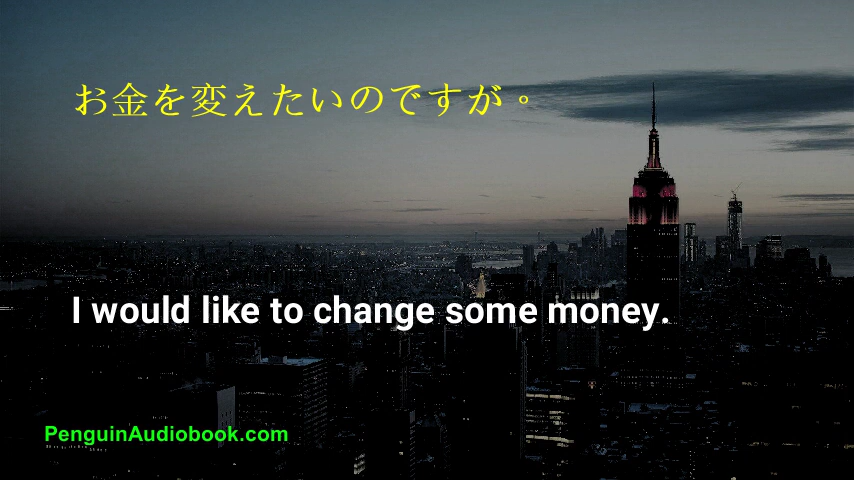 お金を変えたいのですが。
I would like to change some money.
PenguinAudiobook.com